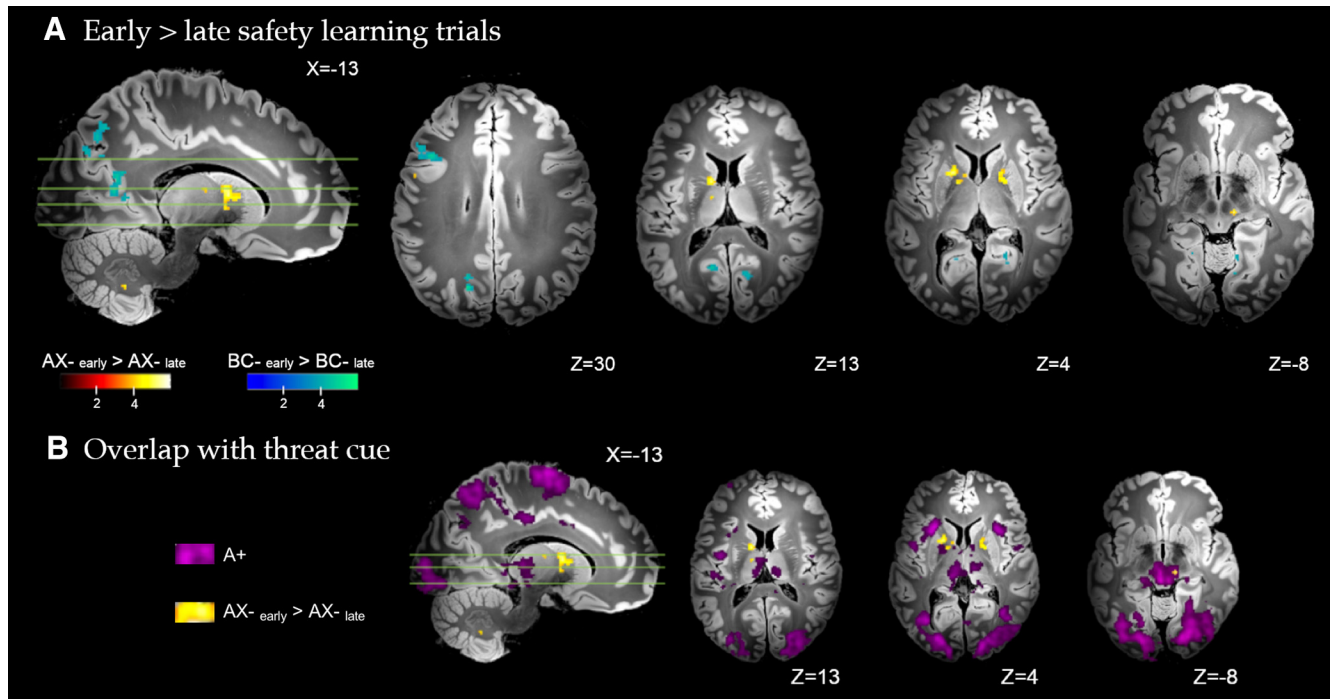 A Early > late safety learning trials
X=-13
Z=30 Z=13 Z=4 Z=-8
AX- early > AX- late BC- early > BC- late
2 4 2 4
B Overlap with threat cue
X=-13
A+
AX- early > AX- late
Z=13 Z=4 Z=-8